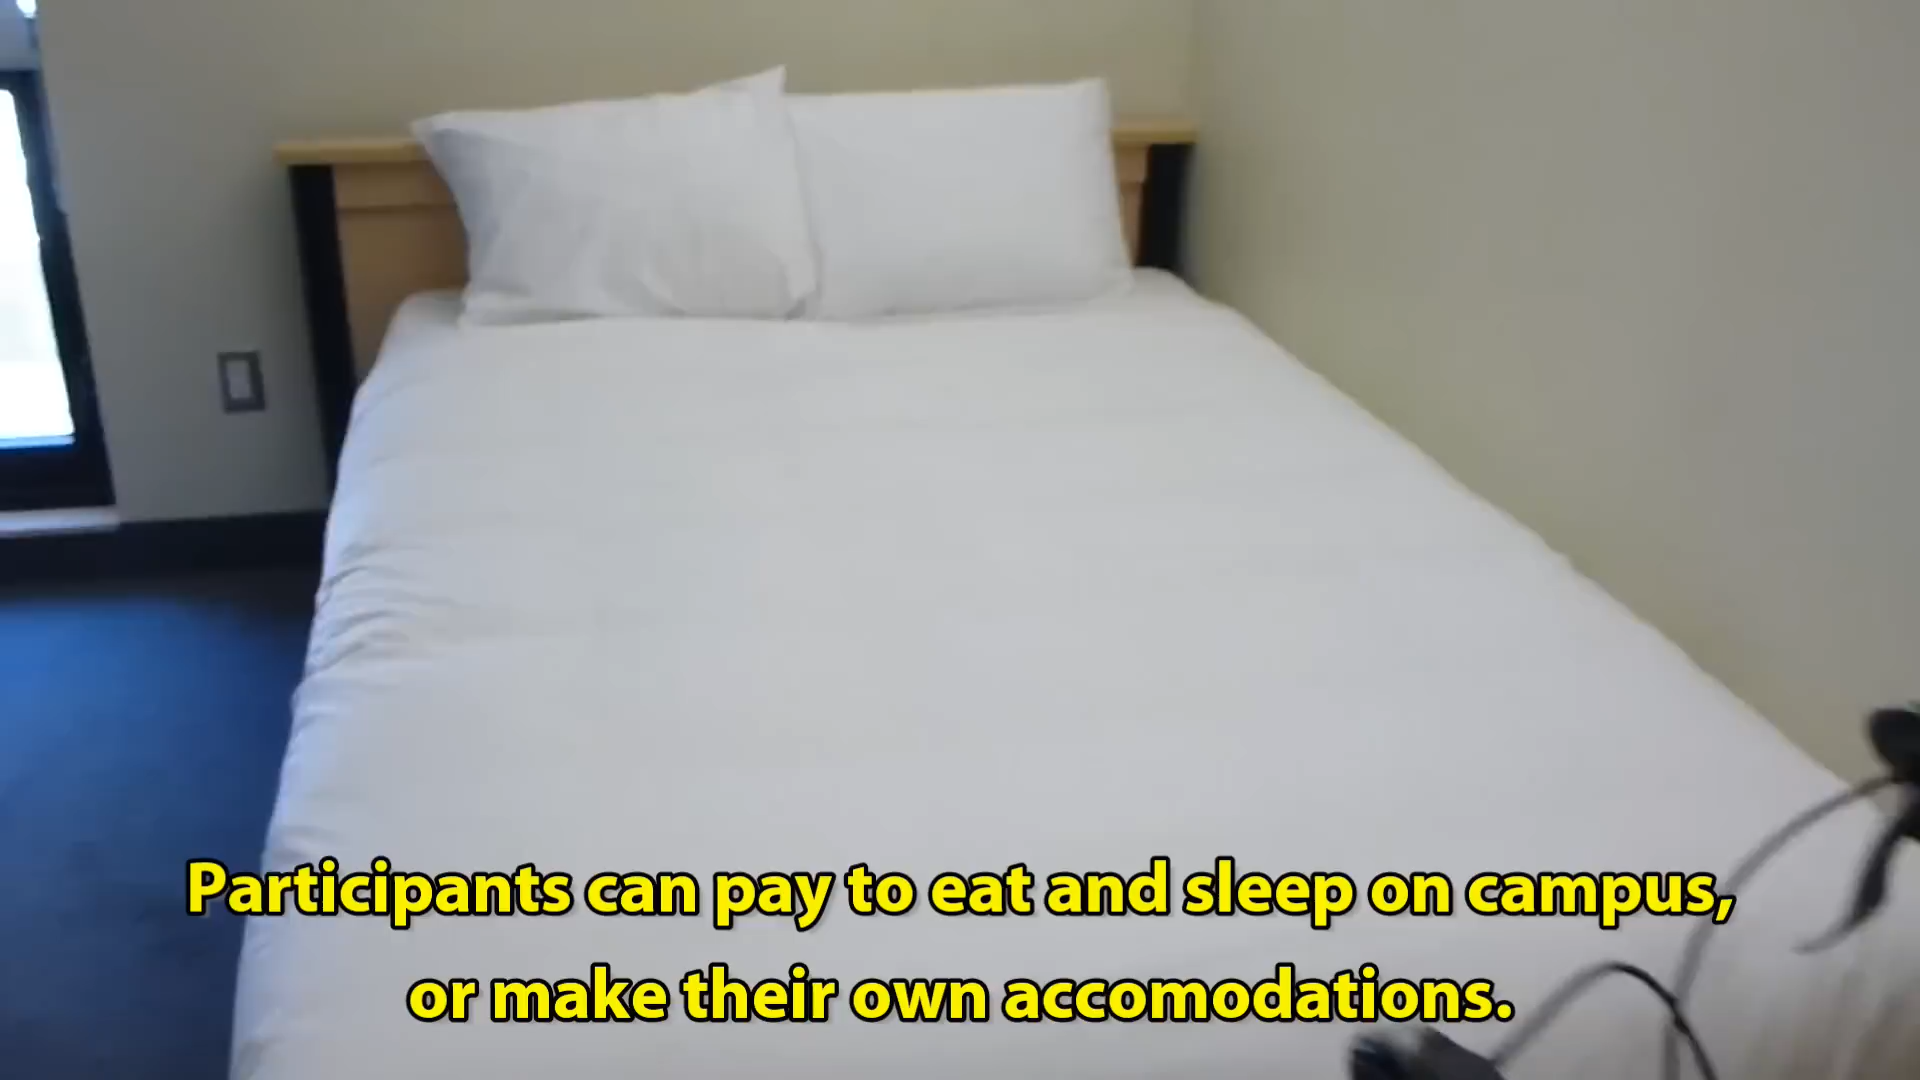 Participants can pay to eat and sleep on campus,
or make their own accomodations.